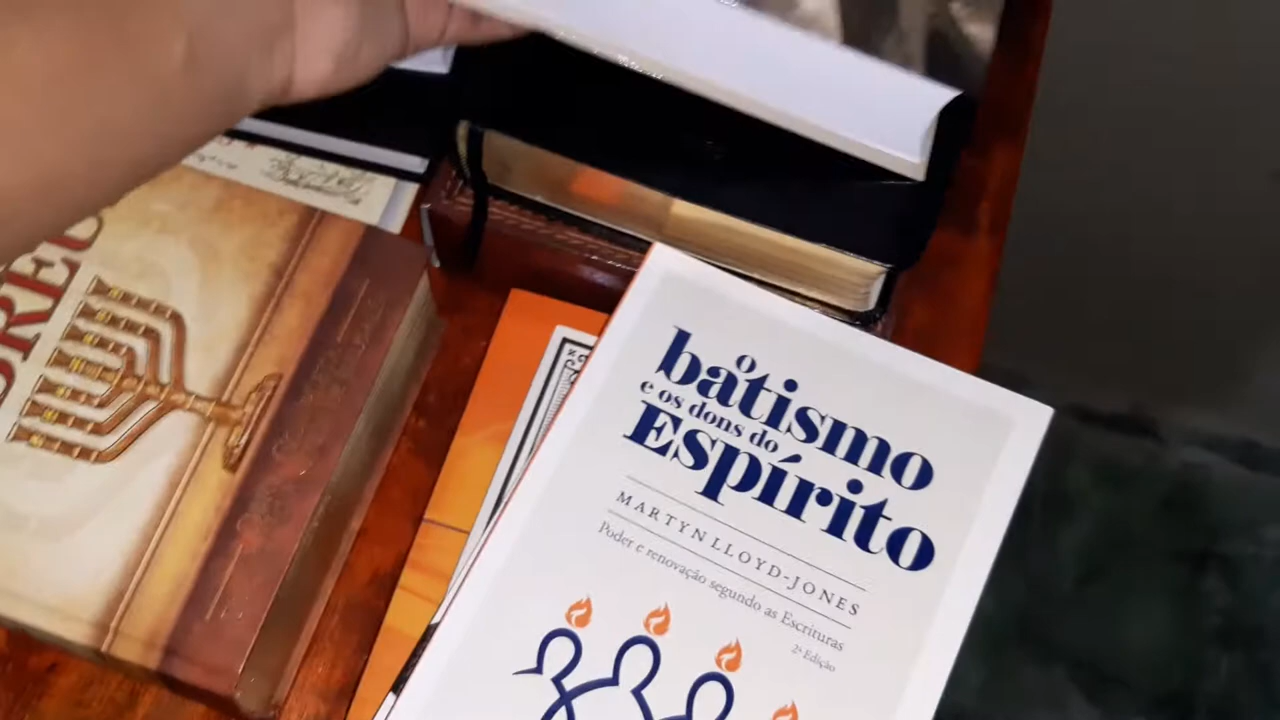 o
batismo
e os dons do
Espírito
MARTYN LLOYD-JONES
Poder e renovação segundo as Escrituras
2ª Edição